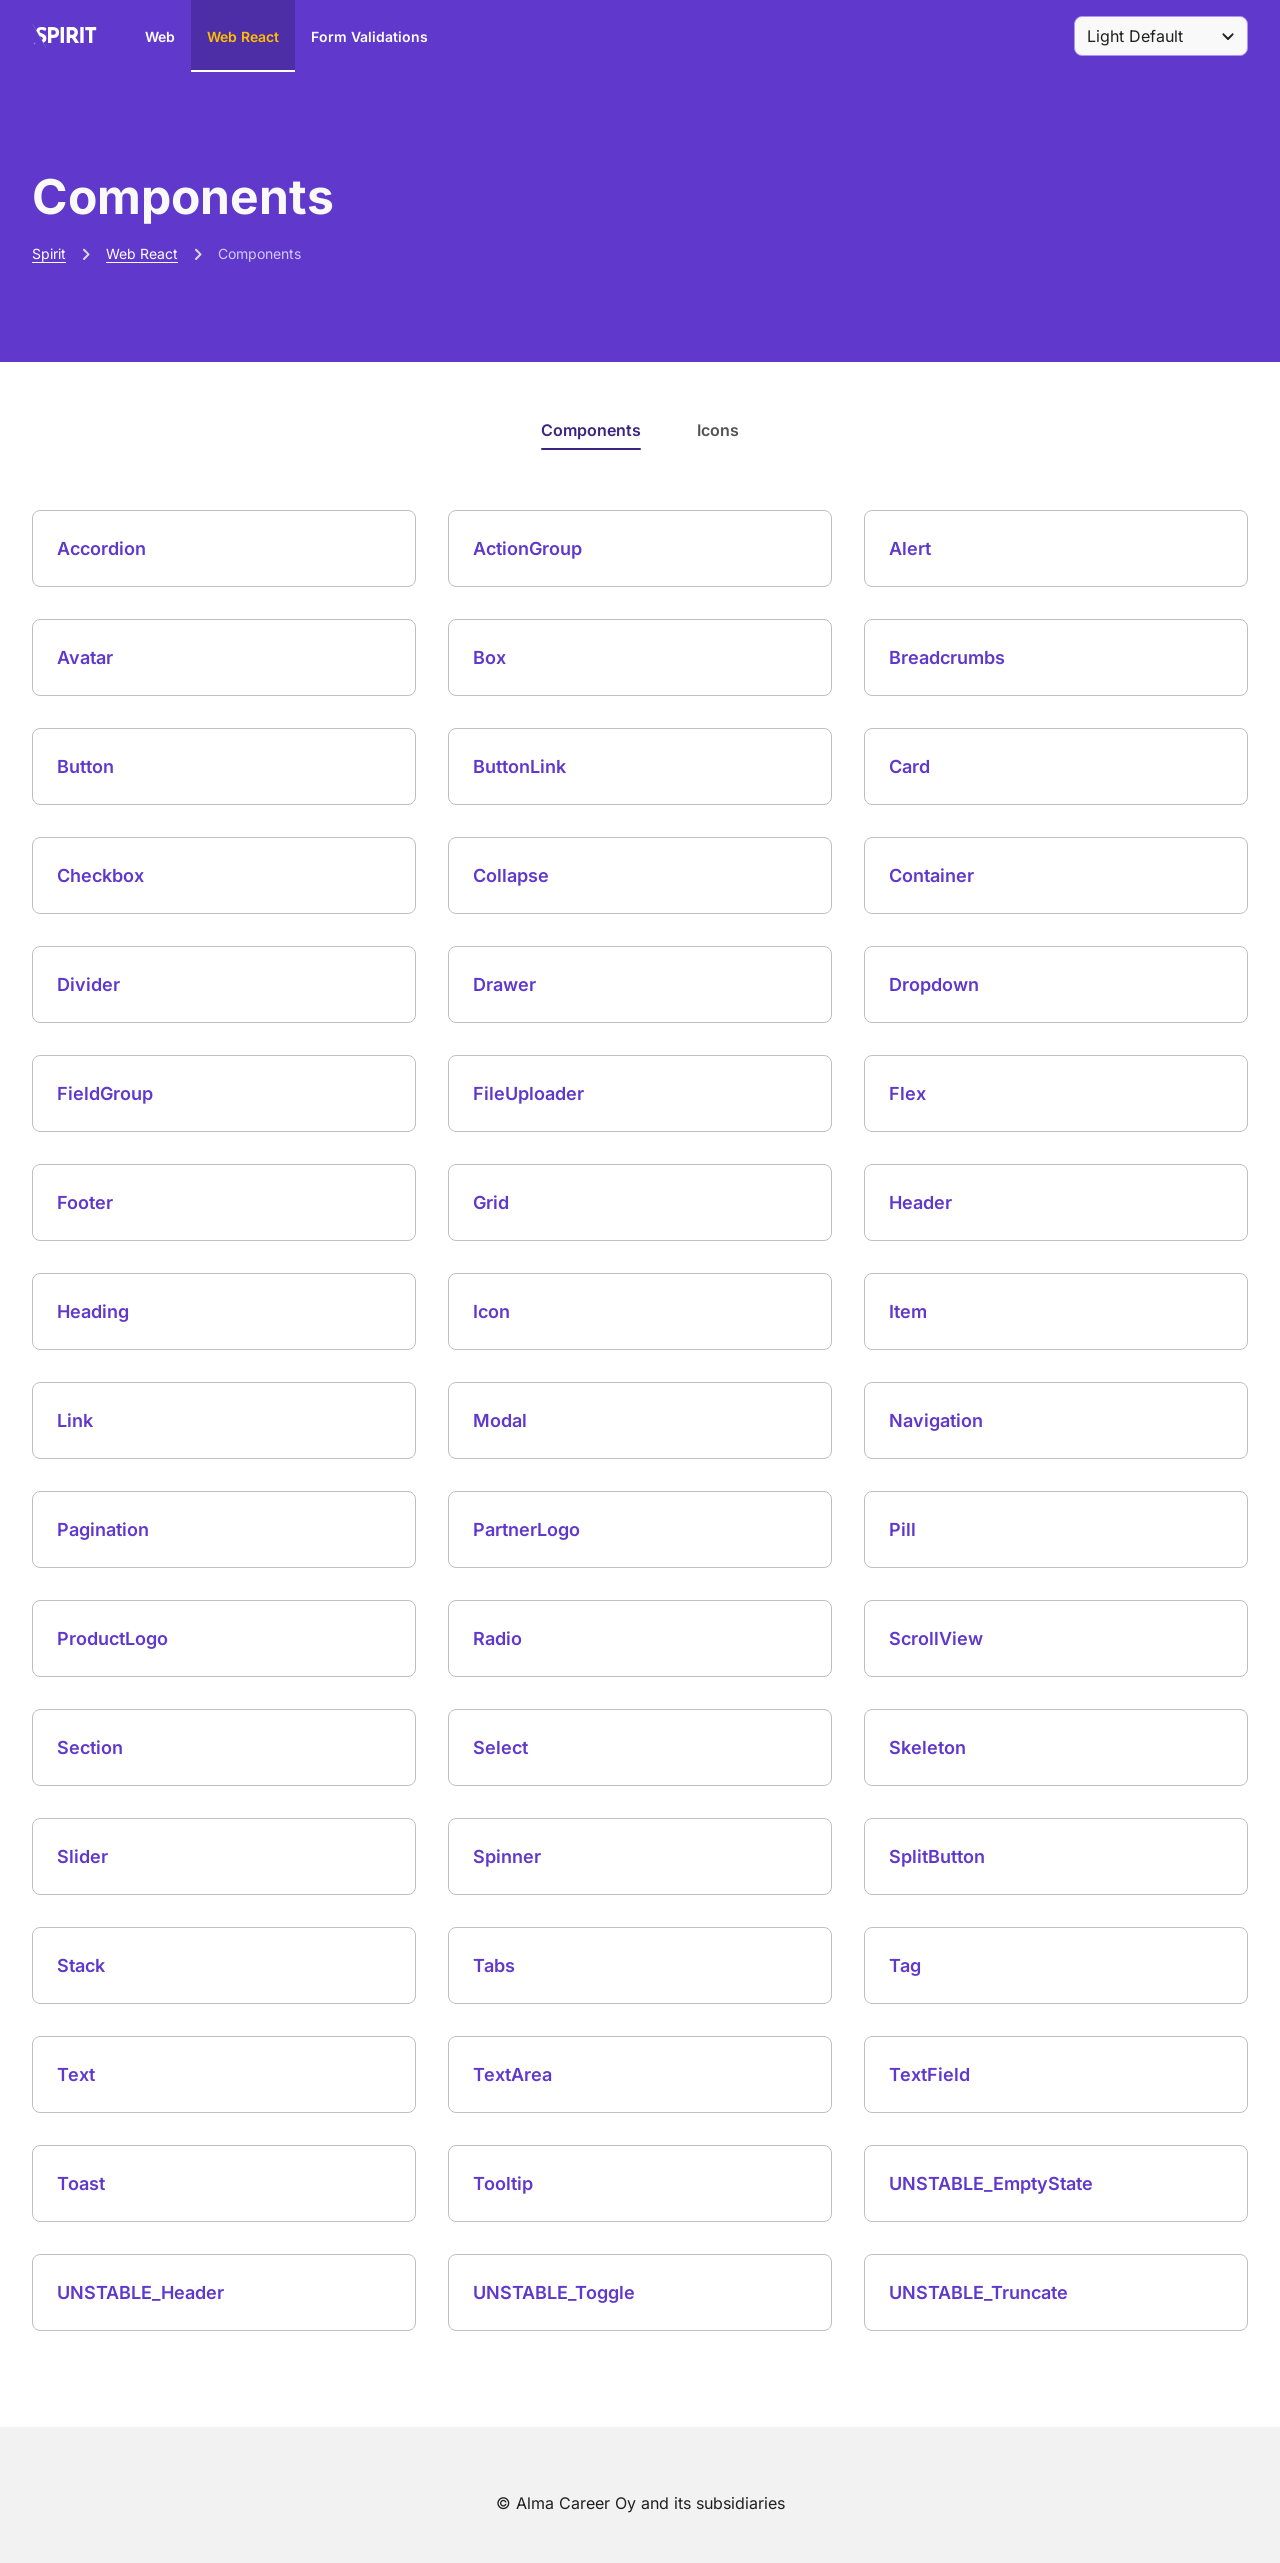 SPIRIT Web Web React Form Validations Light Default
Components
Spirit Web React Components
Components Icons
Accordion ActionGroup Alert
Avatar Box Breadcrumbs
Button ButtonLink Card
Checkbox Collapse Container
Divider Drawer Dropdown
FieldGroup FileUploader Flex
Footer Grid Header
Heading Icon Item
Link Modal Navigation
Pagination PartnerLogo Pill
ProductLogo Radio ScrollView
Section Select Skeleton
Slider Spinner SplitButton
Stack Tabs Tag
Text TextArea TextField
Toast Tooltip UNSTABLE_EmptyState
UNSTABLE_Header UNSTABLE_Toggle UNSTABLE_Truncate
© Alma Career Oy and its subsidiaries